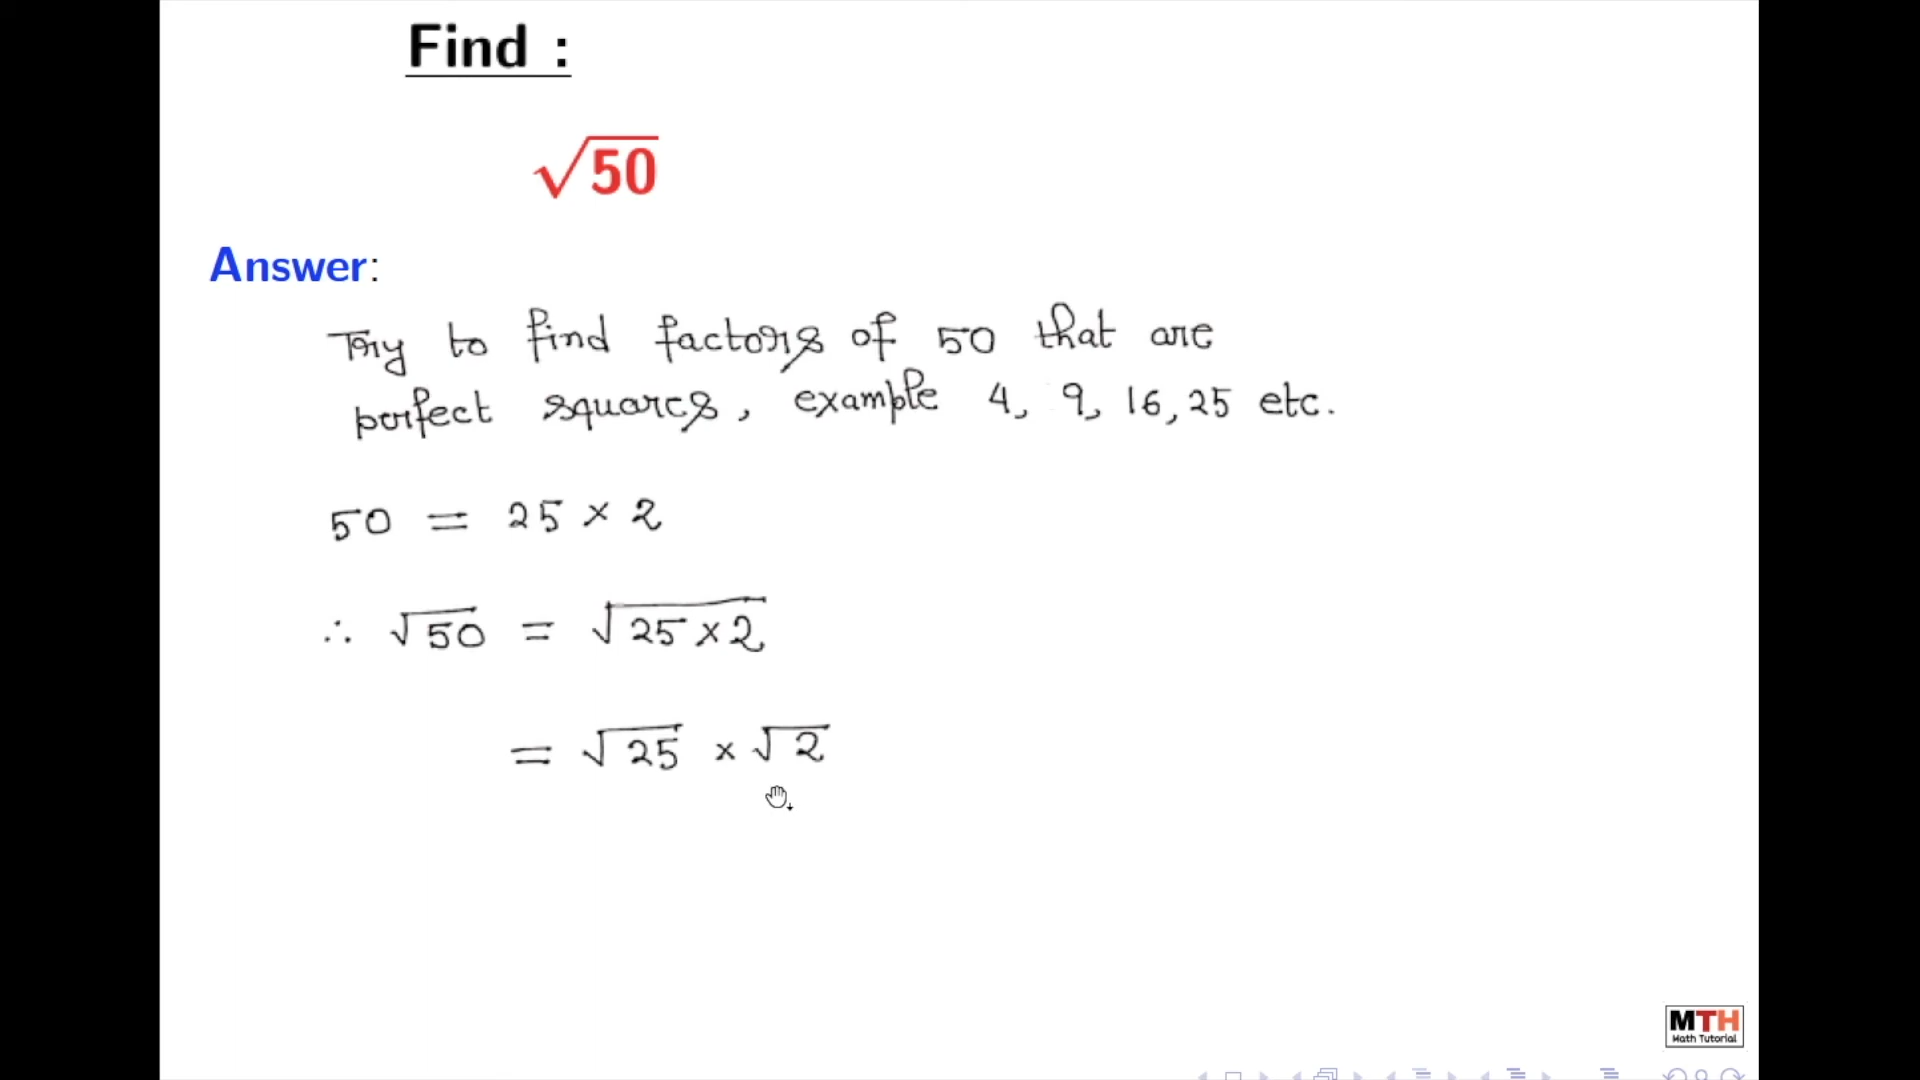 Find :
√50
Answer:
Try to find factors of 50 that are
perfect squares, example 4, 9, 16, 25 etc.
50 = 25 × 2
∴ √50 = √25 × 2
= √25 × √2
MTH
Math Tutorial